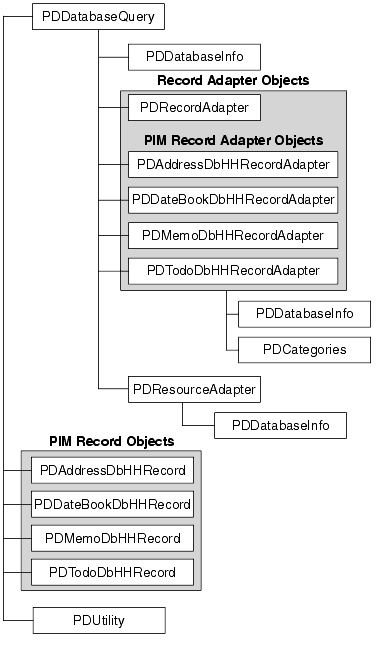 PDDatabaseQuery
PDDatabaseInfo
Record Adapter Objects
PDRecordAdapter
PIM Record Adapter Objects
PDAddressDbHHRecordAdapter
PDDateBookDbHHRecordAdapter
PDMemoDbHHRecordAdapter
PDTodoDbHHRecordAdapter
PDDatabaseInfo
PDCategories
PDResourceAdapter
PDDatabaseInfo
PIM Record Objects
PDAddressDbHHRecord
PDDateBookDbHHRecord
PDMemoDbHHRecord
PDTodoDbHHRecord
PDUtility